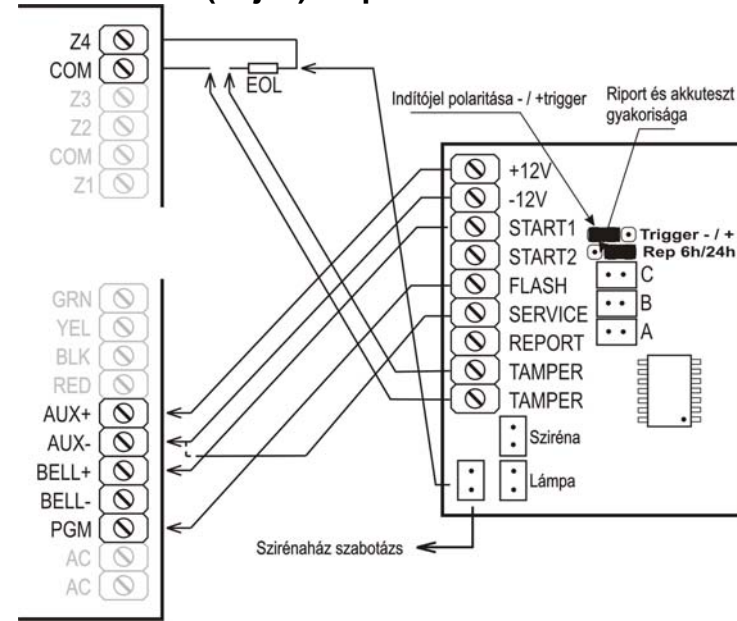 Z4
COM
Z3
Z2
COM
Z1
EOL
GRN
YEL
BLK
RED
AUX+
AUX-
BELL+
BELL-
PGM
AC
AC
Indítójel polaritása - / +trigger
Riport és akkuteszt
gyakorisága
+12V
-12V
START1
START2
FLASH
SERVICE
REPORT
TAMPER
TAMPER
Trigger - / +
Rep 6h/24h
C
B
A
Sziréna
Lámpa
Szirénaház szabotázs